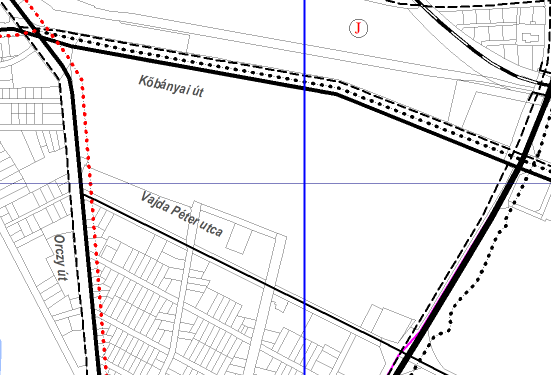 J
Kőbányai út
Vajda Péter utca
Orczy út